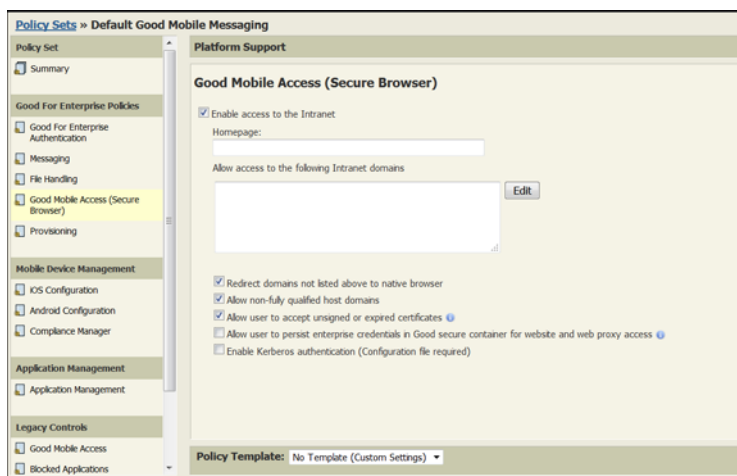 Policy Sets » Default Good Mobile Messaging
Policy Set
Summary
Good For Enterprise Policies
Good For Enterprise
Authentication
Messaging
File Handling
Good Mobile Access (Secure
Browser)
Provisioning
Mobile Device Management
iOS Configuration
Android Configuration
Compliance Manager
Application Management
Application Management
Legacy Controls
Good Mobile Access
Blocked Applications
Platform Support
Good Mobile Access (Secure Browser)
Enable access to the Intranet
Homepage:
Allow access to the following Intranet domains
Edit
Redirect domains not listed above to native browser
Allow non-fully qualified host domains
Allow user to accept unsigned or expired certificates
Allow user to persist enterprise credentials in Good secure container for website and web proxy access
Enable Kerberos authentication (Configuration file required)
Policy Template: No Template (Custom Settings)